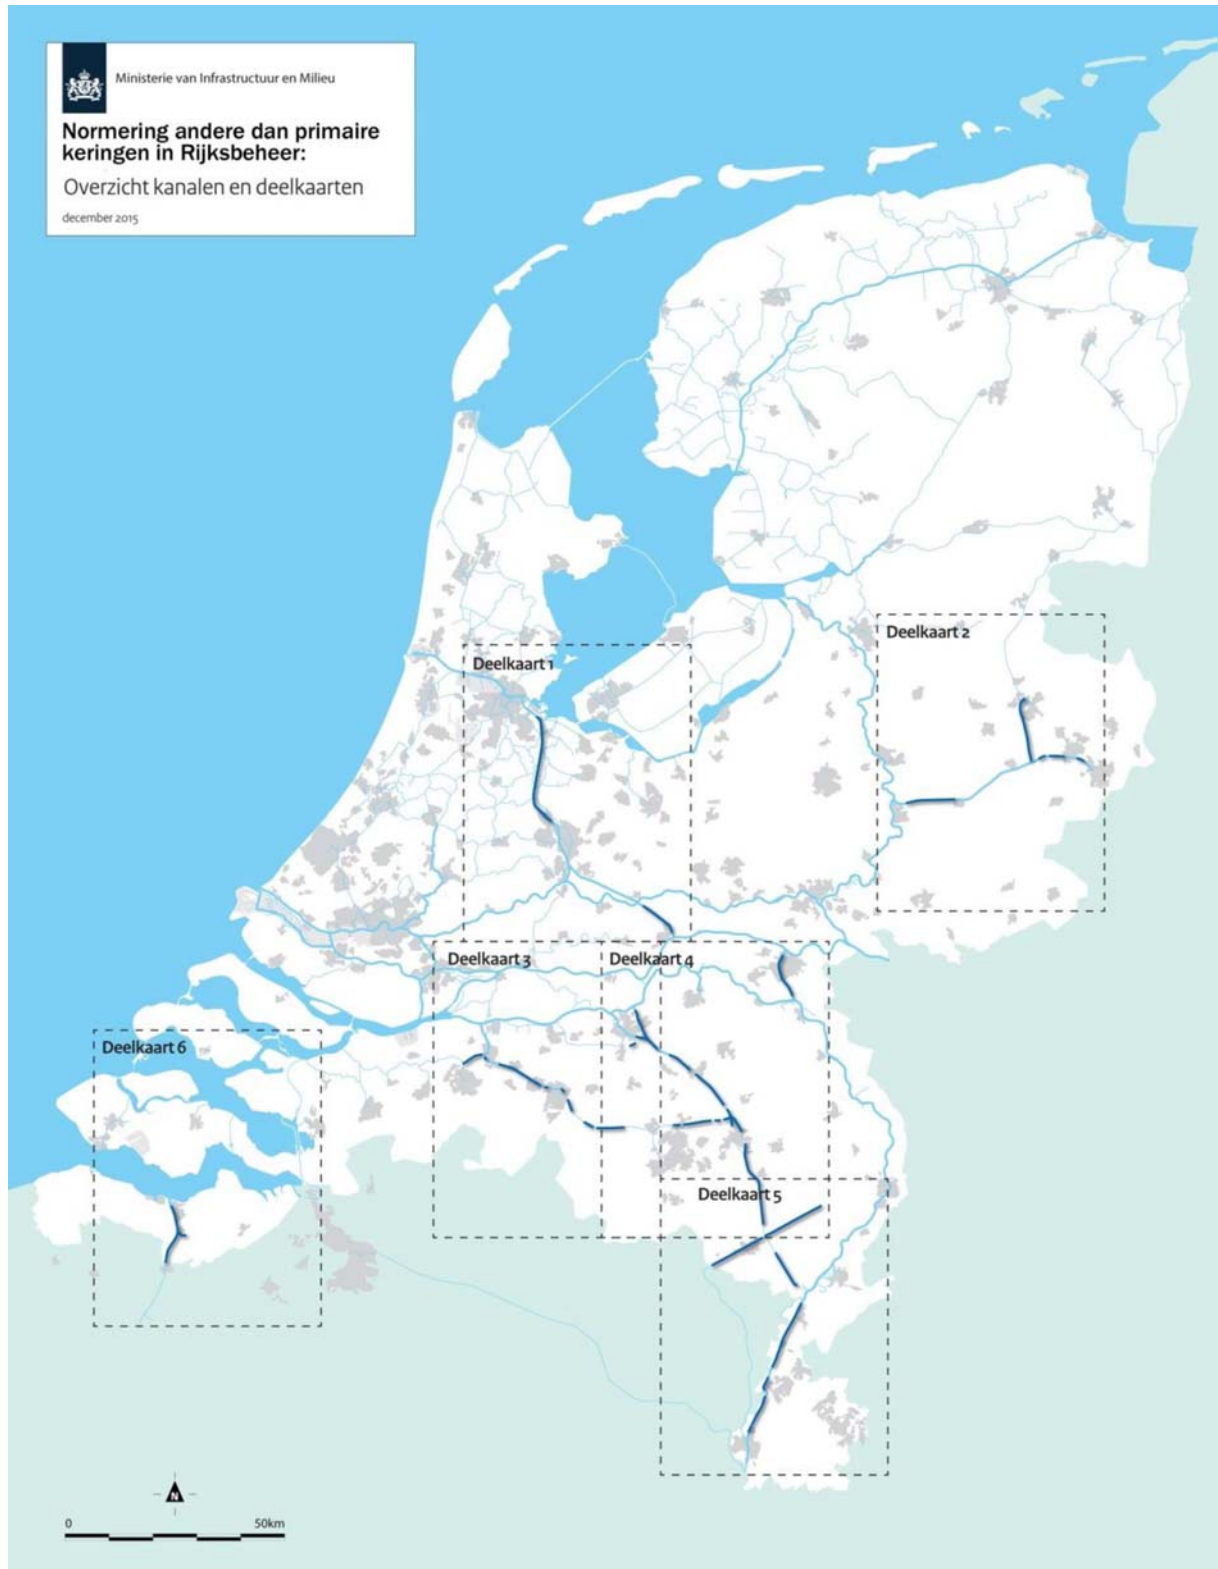 Ministerie van Infrastructuur en Milieu
Normering andere dan primaire
keringen in Rijksbeheer:
Overzicht kanalen en deelkaarten
december 2015
Deelkaart 2
Deelkaart 1
Deelkaart 3
Deelkaart 4
Deelkaart 6
Deelkaart 5
N
0
50km